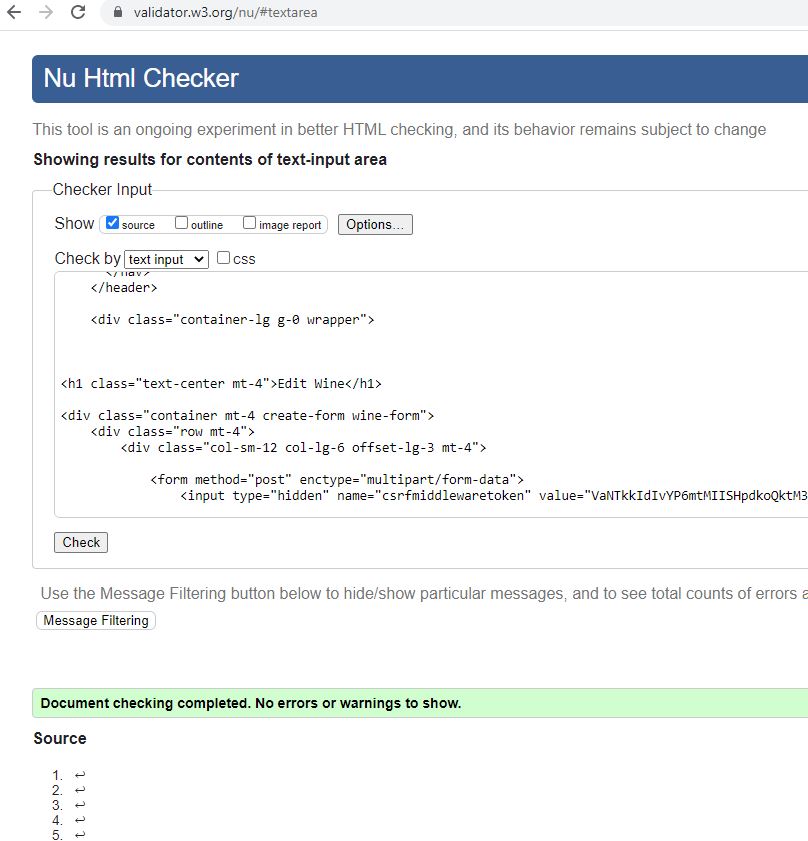 validator.w3.org/nu/#textarea
Nu Html Checker
This tool is an ongoing experiment in better HTML checking, and its behavior remains subject to change
Showing results for contents of text-input area
Checker Input
Show source outline image report Options...
Check by text input css
</nav>
</header>
<div class="container-lg g-0 wrapper">
<h1 class="text-center mt-4">Edit Wine</h1>
<div class="container mt-4 create-form wine-form">
<div class="row mt-4">
<div class="col-sm-12 col-lg-6 offset-lg-3 mt-4">
<form method="post" enctype="multipart/form-data">
<input type="hidden" name="csrfmiddlewaretoken" value="VaNTkkIdIvYP6mtMIISHpdkoQktM3
Check
Use the Message Filtering button below to hide/show particular messages, and to see total counts of errors a
Message Filtering
Document checking completed. No errors or warnings to show.
Source
1. ↩
2. ↩
3. ↩
4. ↩
5. ↩